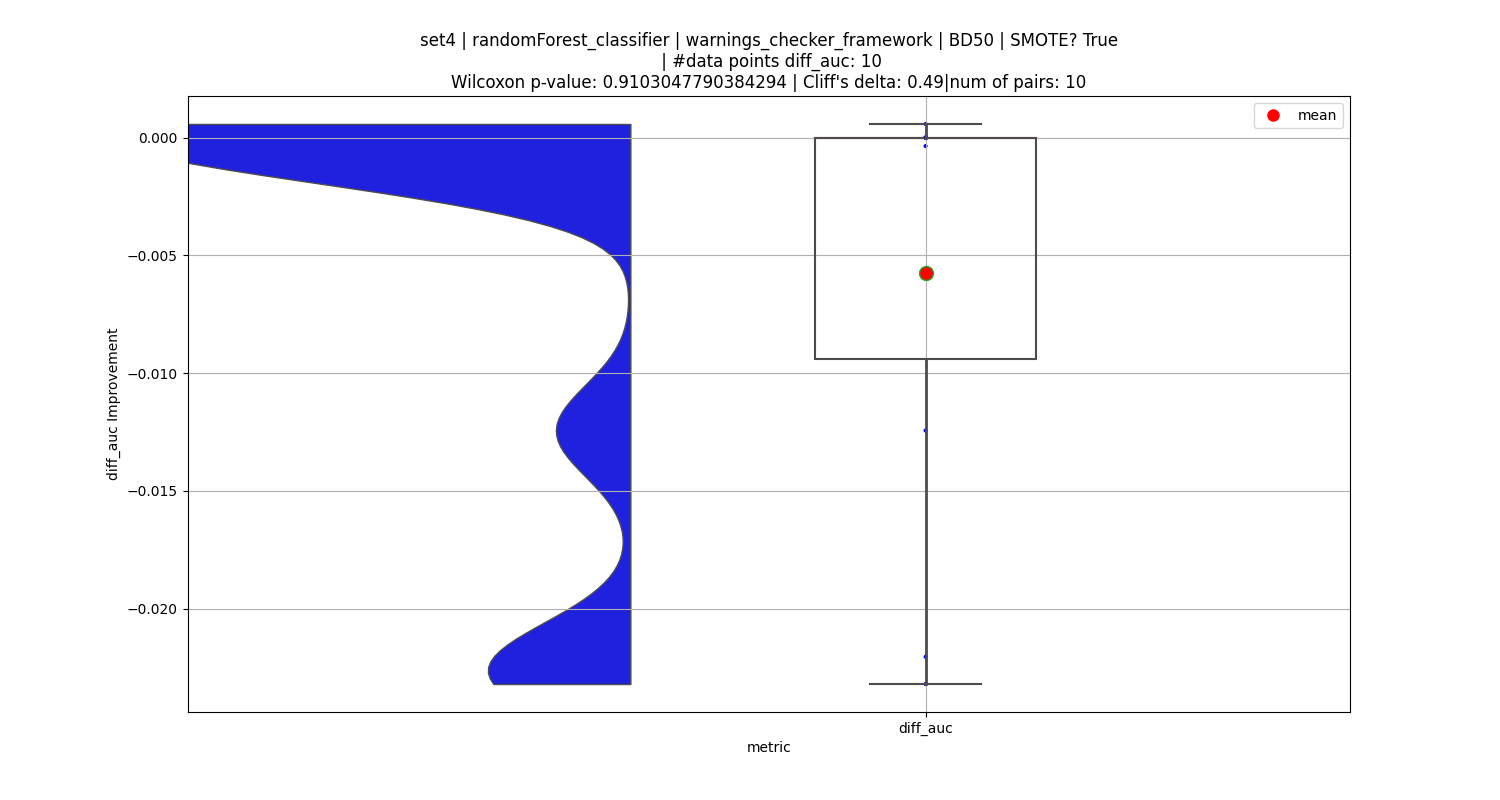 set4 | randomForest_classifier | warnings_checker_framework | BD50 | SMOTE? True
| #data points diff_auc: 10
Wilcoxon p-value: 0.9103047790384294 | Cliff's delta: 0.49|num of pairs: 10
mean
0.000
−0.005
−0.010
−0.015
−0.020
diff_auc Improvement
diff_auc
metric